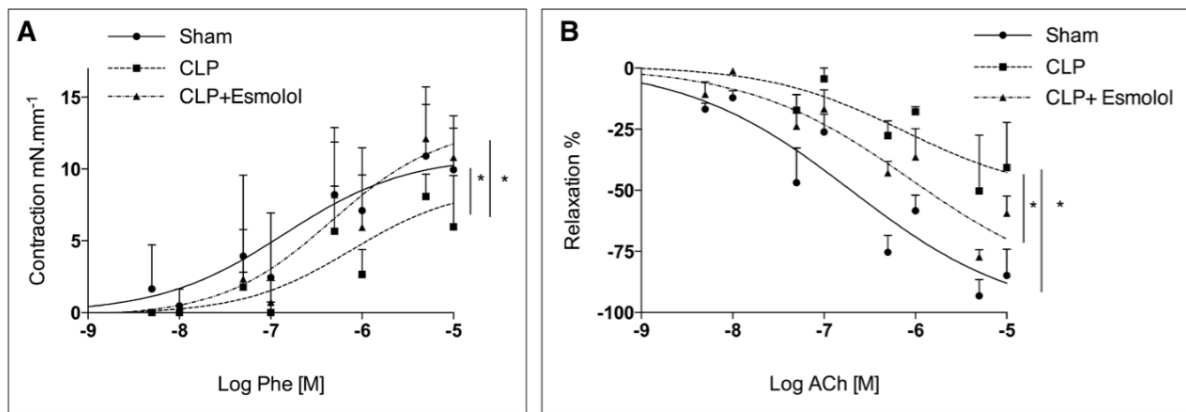 A
Sham
CLP
CLP+Esmolol
Contraction mN.mm⁻¹
15
10
5
0
-9
-8
-7
-6
-5
*
*
Log Phe [M]
B
Sham
CLP
CLP+ Esmolol
Relaxation %
0
-25
-50
-75
-100
-9
-8
-7
-6
-5
*
*
Log ACh [M]